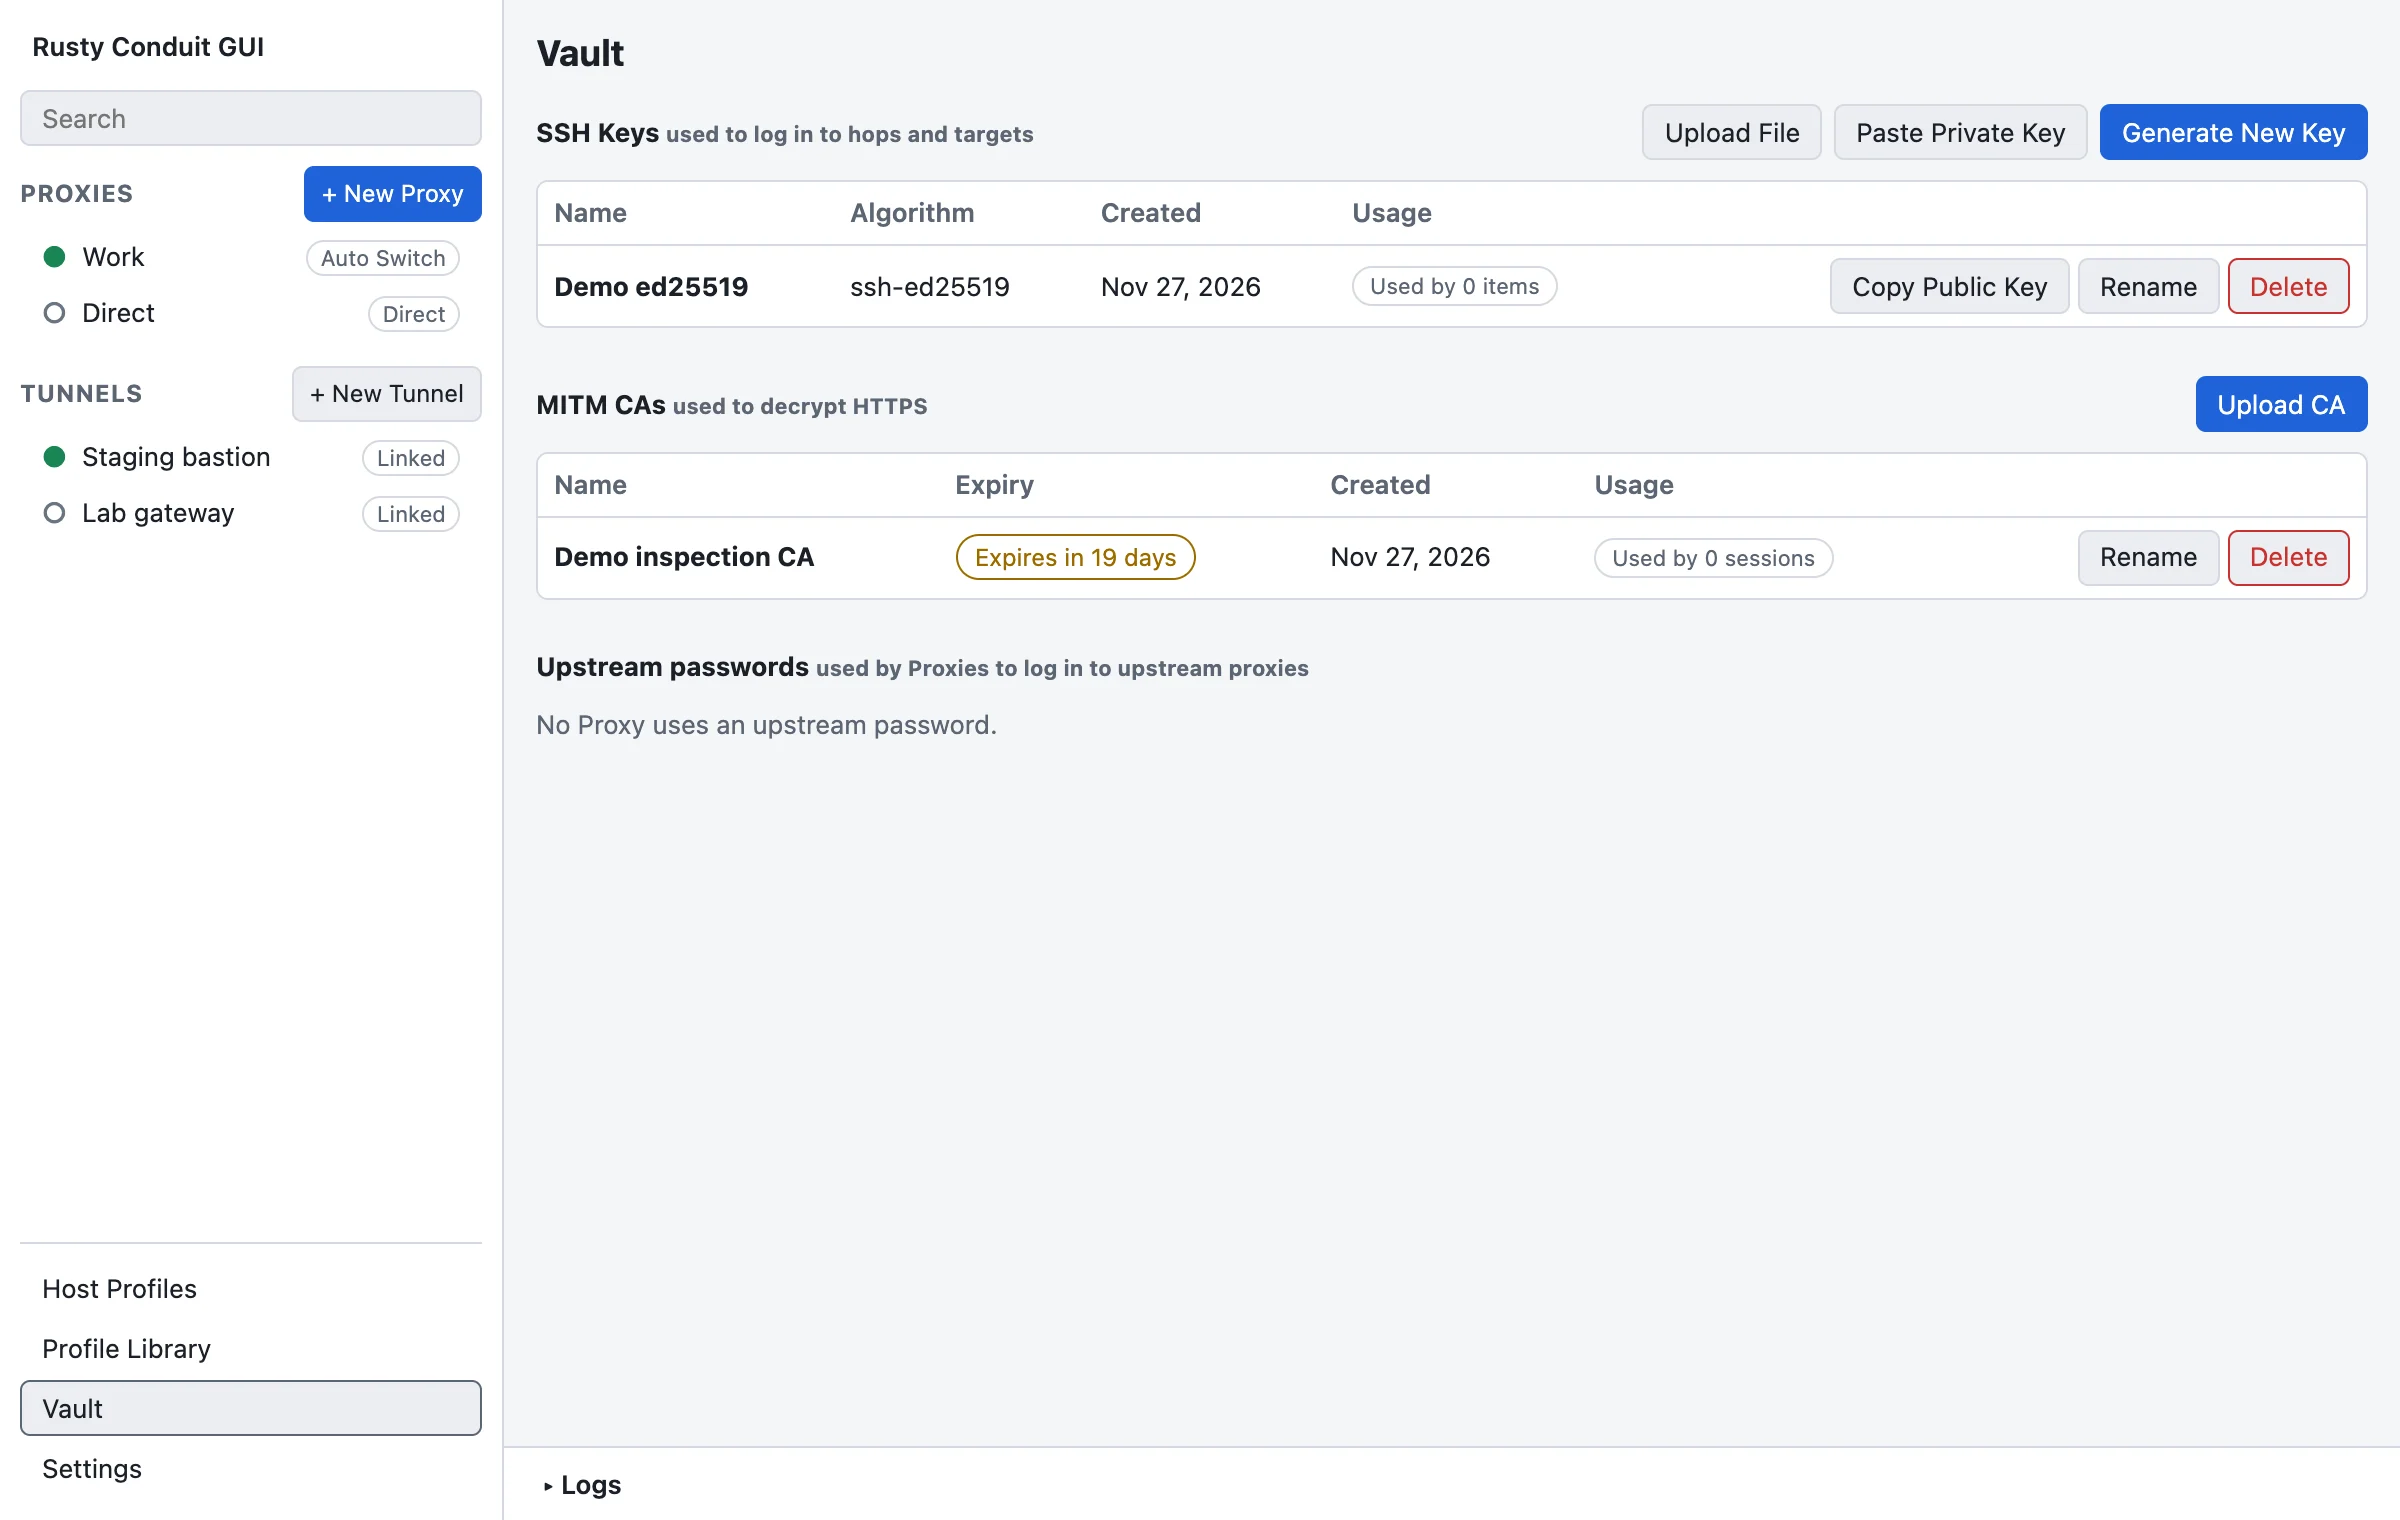 Rusty Conduit GUI
Search
PROXIES
+ New Proxy
Work
Auto Switch
Direct
Direct
TUNNELS
+ New Tunnel
Staging bastion
Linked
Lab gateway
Linked
Host Profiles
Profile Library
Vault
Settings
Vault
SSH Keys used to log in to hops and targets
Upload File
Paste Private Key
Generate New Key
Name Algorithm Created Usage
Demo ed25519 ssh-ed25519 Nov 27, 2026 Used by 0 items Copy Public Key Rename Delete
MITM CAs used to decrypt HTTPS
Upload CA
Name Expiry Created Usage
Demo inspection CA Expires in 19 days Nov 27, 2026 Used by 0 sessions Rename Delete
Upstream passwords used by Proxies to log in to upstream proxies
No Proxy uses an upstream password.
Logs